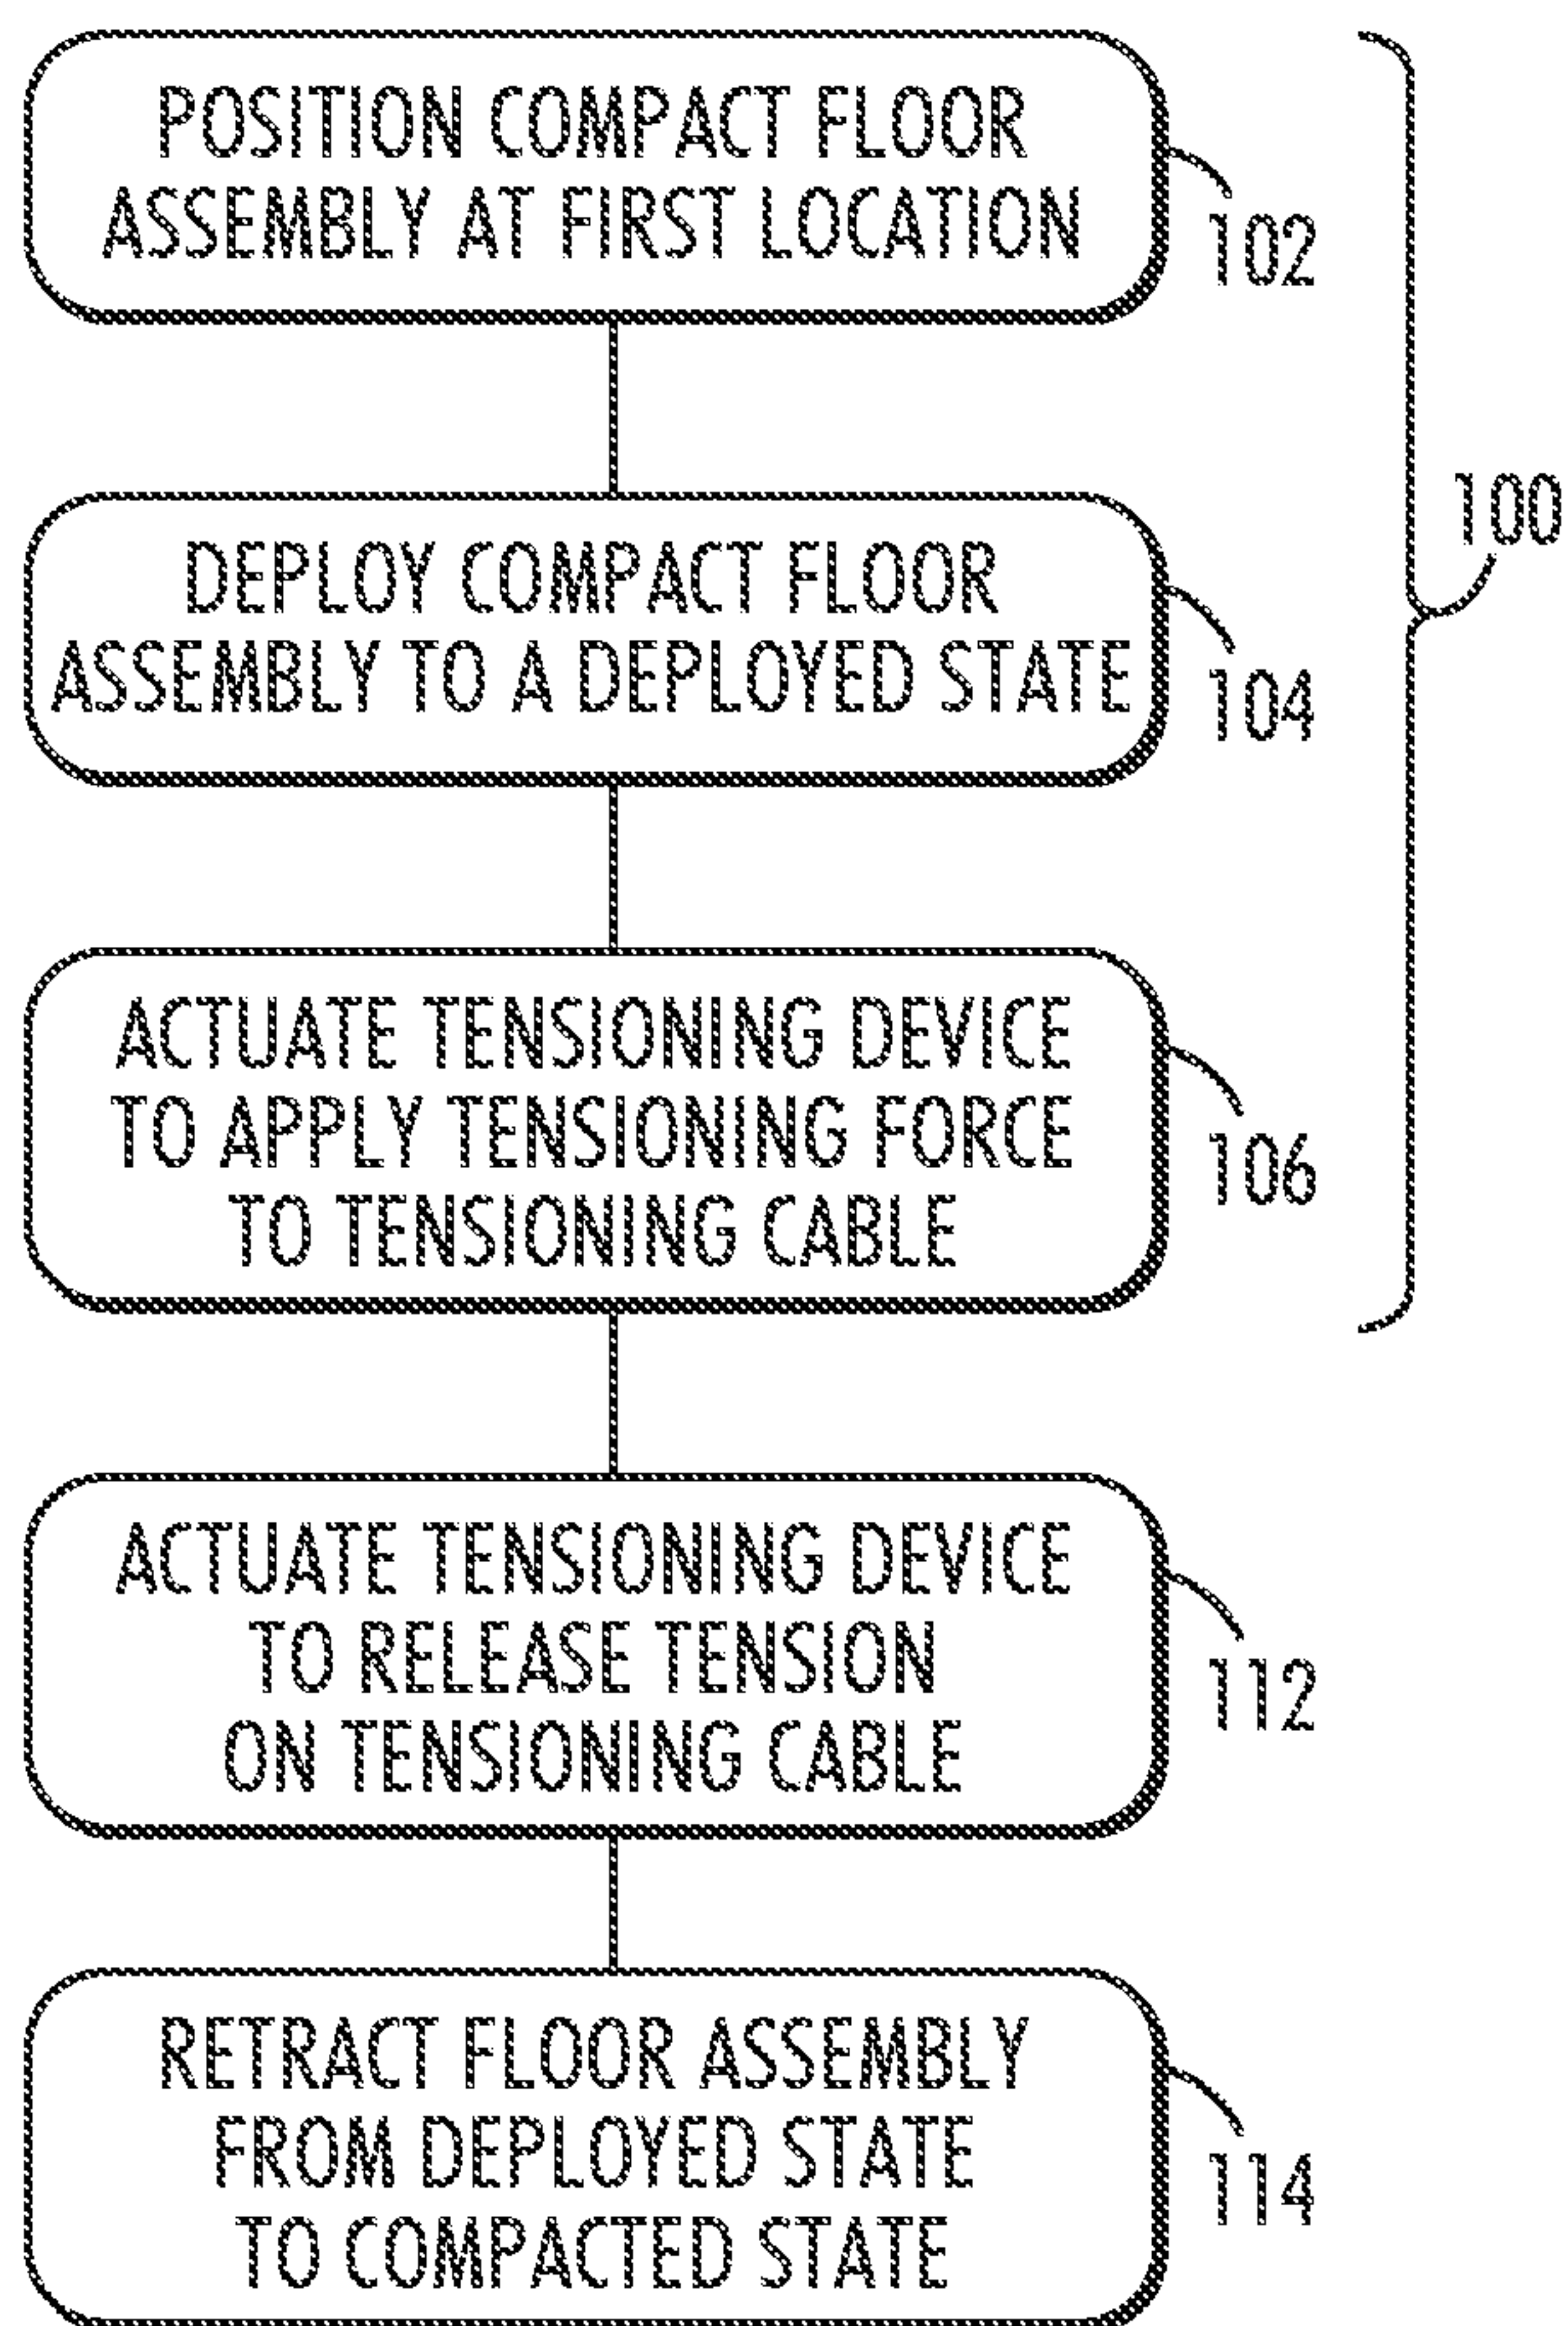 POSITION COMPACT FLOOR
ASSEMBLY AT FIRST LOCATION
102
DEPLOY COMPACT FLOOR
ASSEMBLY TO A DEPLOYED STATE
104
100
ACTUATE TENSIONING DEVICE
TO APPLY TENSIONING FORCE
TO TENSIONING CABLE
106
ACTUATE TENSIONING DEVICE
TO RELEASE TENSION
ON TENSIONING CABLE
112
RETRACT FLOOR ASSEMBLY
FROM DEPLOYED STATE
TO COMPACTED STATE
114